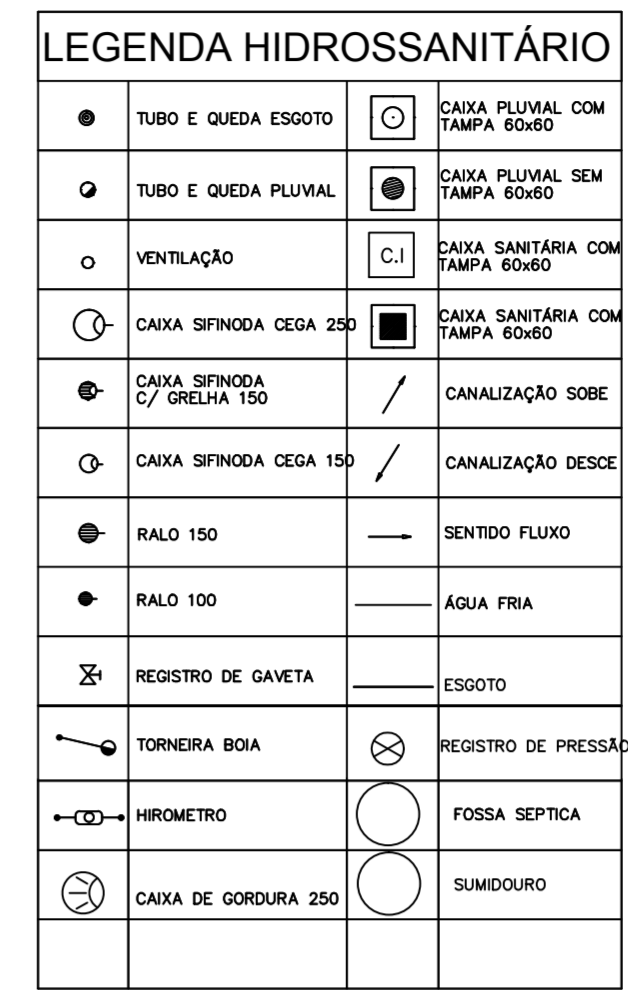 LEGENDA HIDROSSANITÁRIO
TUBO E QUEDA ESGOTO
CAIXA PLUVIAL COM
TAMPA 60x60
TUBO E QUEDA PLUVIAL
CAIXA PLUVIAL SEM
TAMPA 60x60
VENTILAÇÃO
C.I
CAIXA SANITÁRIA COM
TAMPA 60x60
CAIXA SIFINODA CEGA 250
CAIXA SANITÁRIA COM
TAMPA 60x60
CAIXA SIFINODA
C/ GRELHA 150
CANALIZAÇÃO SOBE
CAIXA SIFINODA CEGA 150
CANALIZAÇÃO DESCE
RALO 150
SENTIDO FLUXO
RALO 100
ÁGUA FRIA
REGISTRO DE GAVETA
ESGOTO
TORNEIRA BOIA
REGISTRO DE PRESSÃO
HIROMETRO
FOSSA SEPTICA
CAIXA DE GORDURA 250
SUMIDOURO